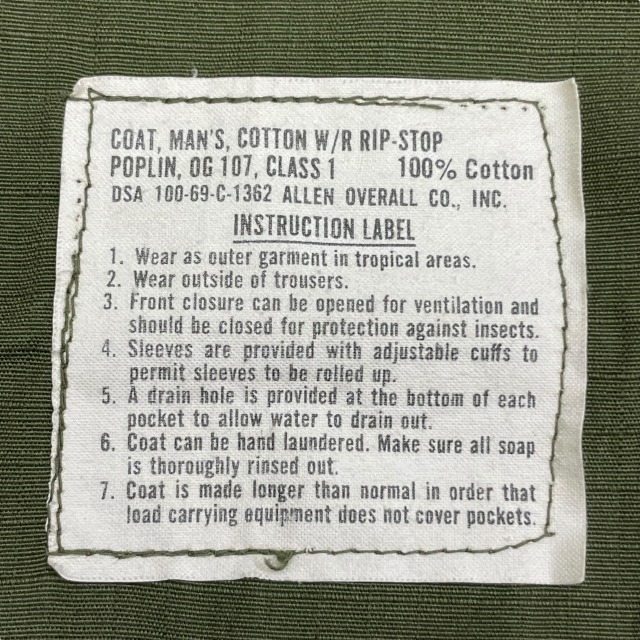 COAT, MAN'S, COTTON W/R RIP-STOP
POPLIN, OG 107, CLASS 1 100% Cotton
DSA 100-69-C-1362 ALLEN OVERALL CO., INC.
INSTRUCTION LABEL
1. Wear as outer garment in tropical areas.
2. Wear outside of trousers.
3. Front closure can be opened for ventilation and
should be closed for protection against insects.
4. Sleeves are provided with adjustable cuffs to
permit sleeves to be rolled up.
5. A drain hole is provided at the bottom of each
pocket to allow water to drain out.
6. Coat can be hand laundered. Make sure all soap
is thoroughly rinsed out.
7. Coat is made longer than normal in order that
load carrying equipment does not cover pockets.